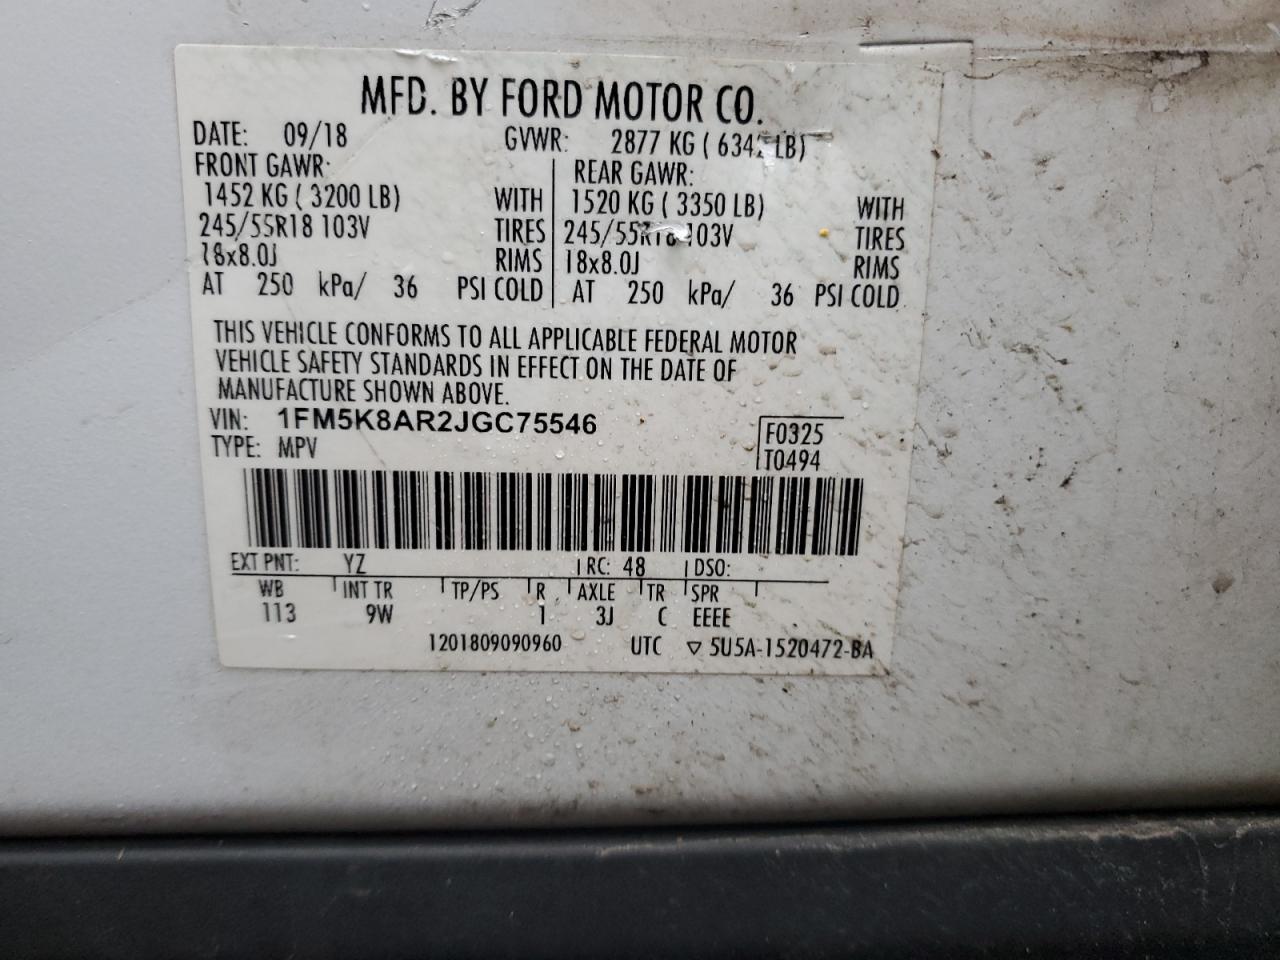 MFD. BY FORD MOTOR CO.
DATE: 09/18 GVWR: 2877 KG ( 6342 LB)
FRONT GAWR: REAR GAWR:
1452 KG ( 3200 LB) WITH 1520 KG ( 3350 LB) WITH
245/55R18 103V TIRES 245/55R18 103V TIRES
18x8.0J RIMS 18x8.0J RIMS
AT 250 kPa/ 36 PSI COLD AT 250 kPa/ 36 PSI COLD
THIS VEHICLE CONFORMS TO ALL APPLICABLE FEDERAL MOTOR
VEHICLE SAFETY STANDARDS IN EFFECT ON THE DATE OF
MANUFACTURE SHOWN ABOVE.
VIN: 1FM5K8AR2JGC75546
TYPE: MPV
F0325
T0494
EXT PNT: YZ RC: 48 DSO:
WB INT TR TP/PS R AXLE TR SPR
113 9W 1 3J C EEEE
1201809090960 UTC ▽ 5U5A-1520472-BA